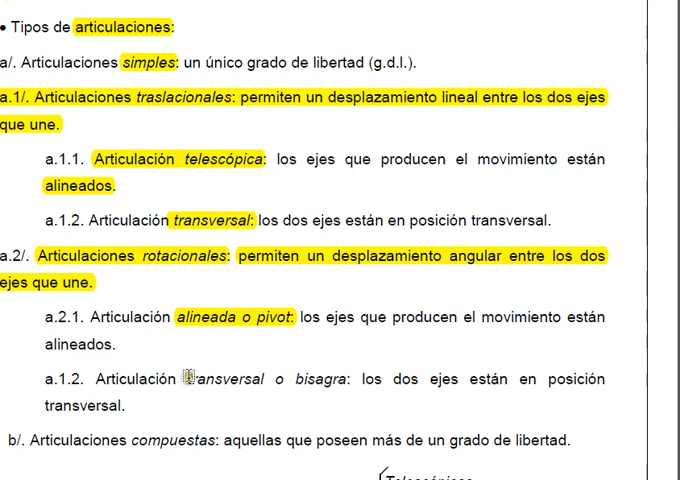 • Tipos de articulaciones:
a/. Articulaciones simples: un único grado de libertad (g.d.l.).
a.1/. Articulaciones traslacionales: permiten un desplazamiento lineal entre los dos ejes
que une.
a.1.1. Articulación telescópica: los ejes que producen el movimiento están
alineados.
a.1.2. Articulación transversal: los dos ejes están en posición transversal.
a.2/. Articulaciones rotacionales: permiten un desplazamiento angular entre los dos
ejes que une.
a.2.1. Articulación alineada o pivot: los ejes que producen el movimiento están
alineados.
a.1.2. Articulación transversal o bisagra: los dos ejes están en posición
transversal.
b/. Articulaciones compuestas: aquellas que poseen más de un grado de libertad.